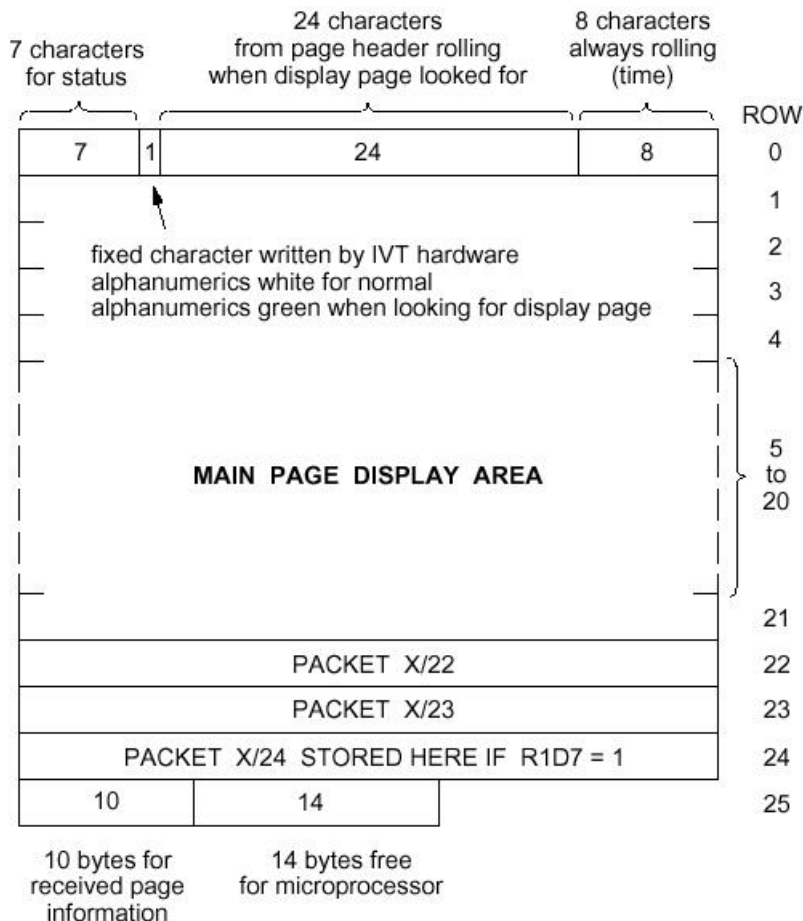 7 characters
for status
24 characters
from page header rolling
when display page looked for
8 characters
always rolling
(time)
ROW
7
1
24
8
0
1
fixed character written by IVT hardware
alphanumerics white for normal
alphanumerics green when looking for display page
2
3
4
MAIN PAGE DISPLAY AREA
5
to
20
21
PACKET X/22
22
PACKET X/23
23
PACKET X/24 STORED HERE IF R1D7 = 1
24
10
14
25
10 bytes for
received page
information
14 bytes free
for microprocessor